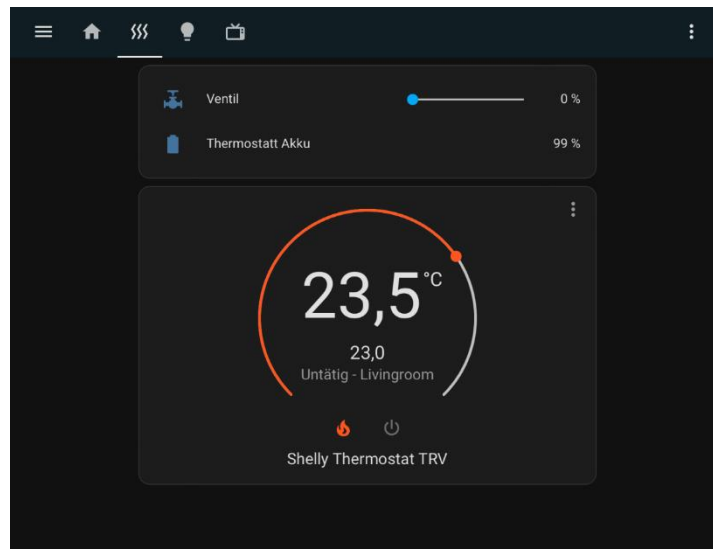 Ventil 0 %
Thermostatt Akku 99 %
23,5 °C
23,0
Untätig - Livingroom
Shelly Thermostat TRV